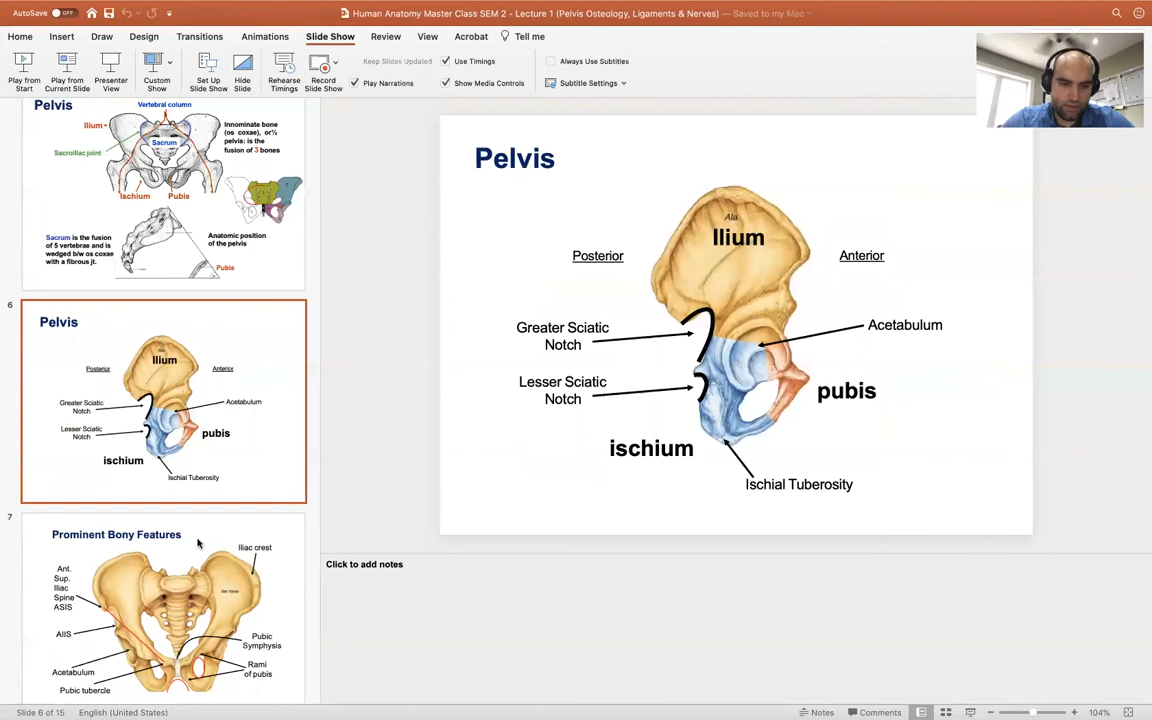 AutoSave OFF
Human Anatomy Master Class SEM 2 - Lecture 1 (Pelvis Osteology, Ligaments & Nerves) — Saved to my Mac
Home Insert Draw Design Transitions Animations Slide Show Review View Acrobat Tell me
Play from Start
Play from Current Slide
Presenter View
Custom Show
Set Up Slide Show
Hide Slide
Rehearse Timings
Record Slide Show
Keep Slides Updated
Play Narrations
Use Timings
Show Media Controls
Always Use Subtitles
Subtitle Settings
Pelvis
Vertebral column
Ilium
Sacrum
Sacroiliac joint
Innominate bone
(os coxae), or½
pelvis: is the
fusion of 3 bones
Ischium
Pubis
Sacrum is the fusion
of 5 vertebrae and is
wedged b/w os coxae
with a fibrous jt.
Anatomic position
of the pelvis
Pubis
6
Pelvis
Ala
Ilium
Posterior
Anterior
Greater Sciatic
Notch
Acetabulum
Lesser Sciatic
Notch
pubis
ischium
Ischial Tuberosity
7
Prominent Bony Features
Iliac crest
Ant.
Sup.
Iliac
Spine
ASIS
Iliac fossa
AIIS
Pubic
Symphysis
Acetabulum
Rami
of pubis
Pubic tubercle
Pelvis
Ala
Ilium
Posterior
Anterior
Greater Sciatic
Notch
Acetabulum
Lesser Sciatic
Notch
pubis
ischium
Ischial Tuberosity
Click to add notes
Slide 6 of 15 English (United States) Notes Comments 104%